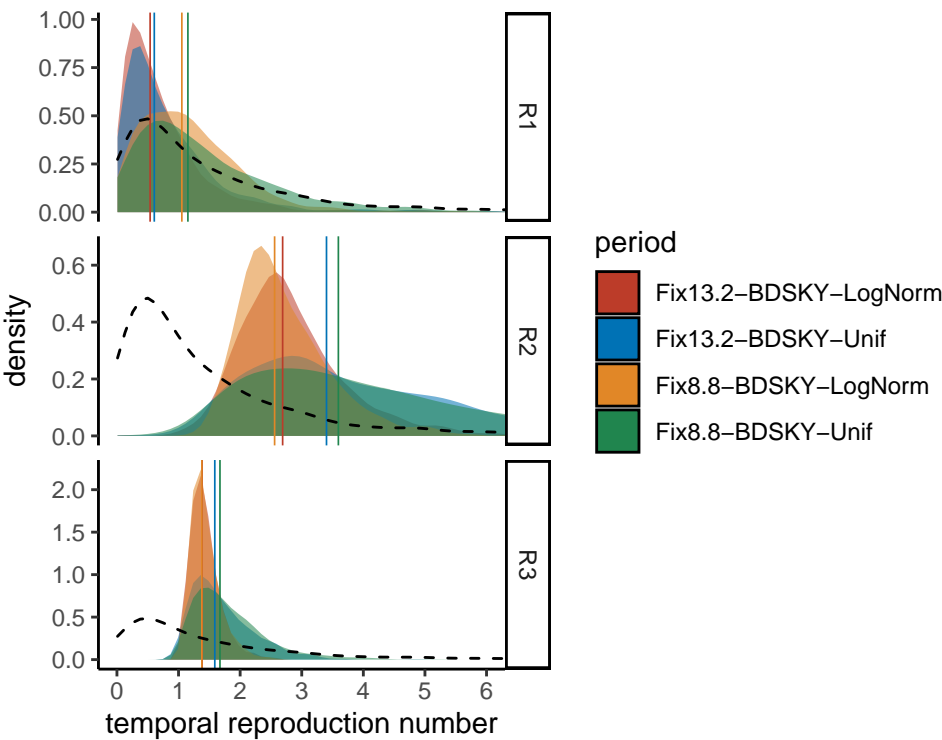 1.00
0.75
0.50
0.25
0.00
R1
0.6
0.4
0.2
0.0
R2
2.0
1.5
1.0
0.5
0.0
R3
0 1 2 3 4 5 6
temporal reproduction number
density
period
Fix13.2−BDSKY−LogNorm
Fix13.2−BDSKY−Unif
Fix8.8−BDSKY−LogNorm
Fix8.8−BDSKY−Unif